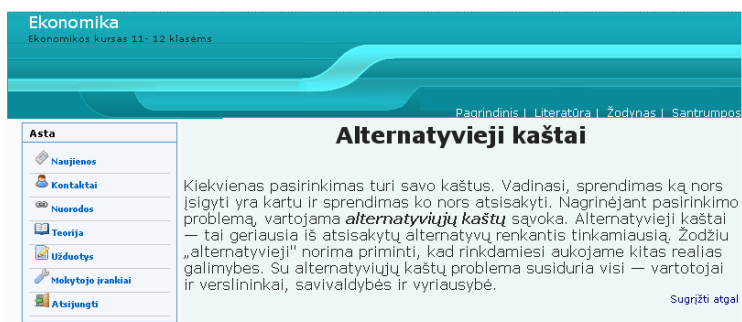 Ekonomika
Ekonomikos kursas 11- 12 klasėms
Pagrindinis | Literatūra | Žodynas | Santrumpos
Asta
Naujienos
Kontaktai
Nuorodos
Teorija
Užduotys
Mokytojo įrankiai
Atsijungti
Alternatyvieji kaštai
Kiekvienas pasirinkimas turi savo kaštus. Vadinasi, sprendimas ką nors
įsigyti yra kartu ir sprendimas ko nors atsisakyti. Nagrinėjant pasirinkimo
problemą, vartojama alternatyviųjų kaštų sąvoka. Alternatyvieji kaštai
— tai geriausia iš atsisakytų alternatyvų renkantis tinkamiausią. Žodžiu
„alternatyvieji" norima priminti, kad rinkdamiesi aukojame kitas realias
galimybes. Su alternatyviųjų kaštų problema susiduria visi — vartotojai
ir verslininkai, savivaldybės ir vyriausybė.
Sugrįžti atgal